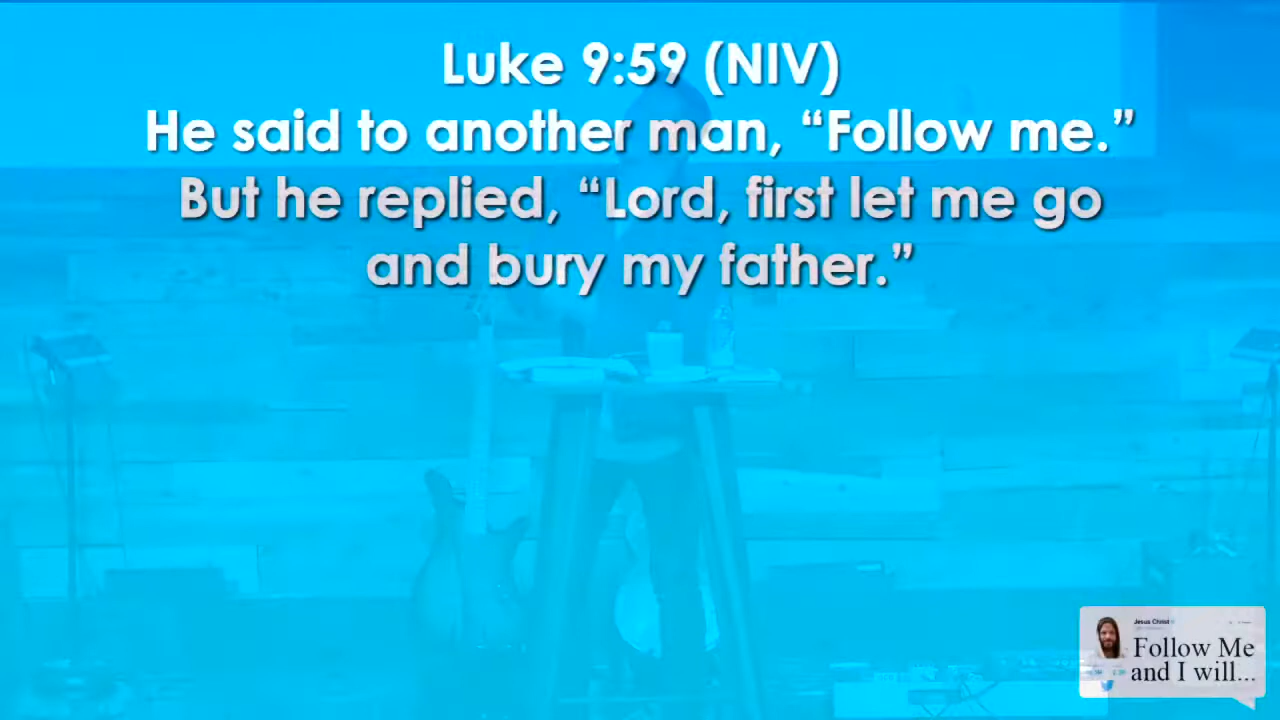 Luke 9:59 (NIV)
He said to another man, “Follow me.”
But he replied, “Lord, first let me go
and bury my father.”
Jesus Christ
Follow Me
and I will...